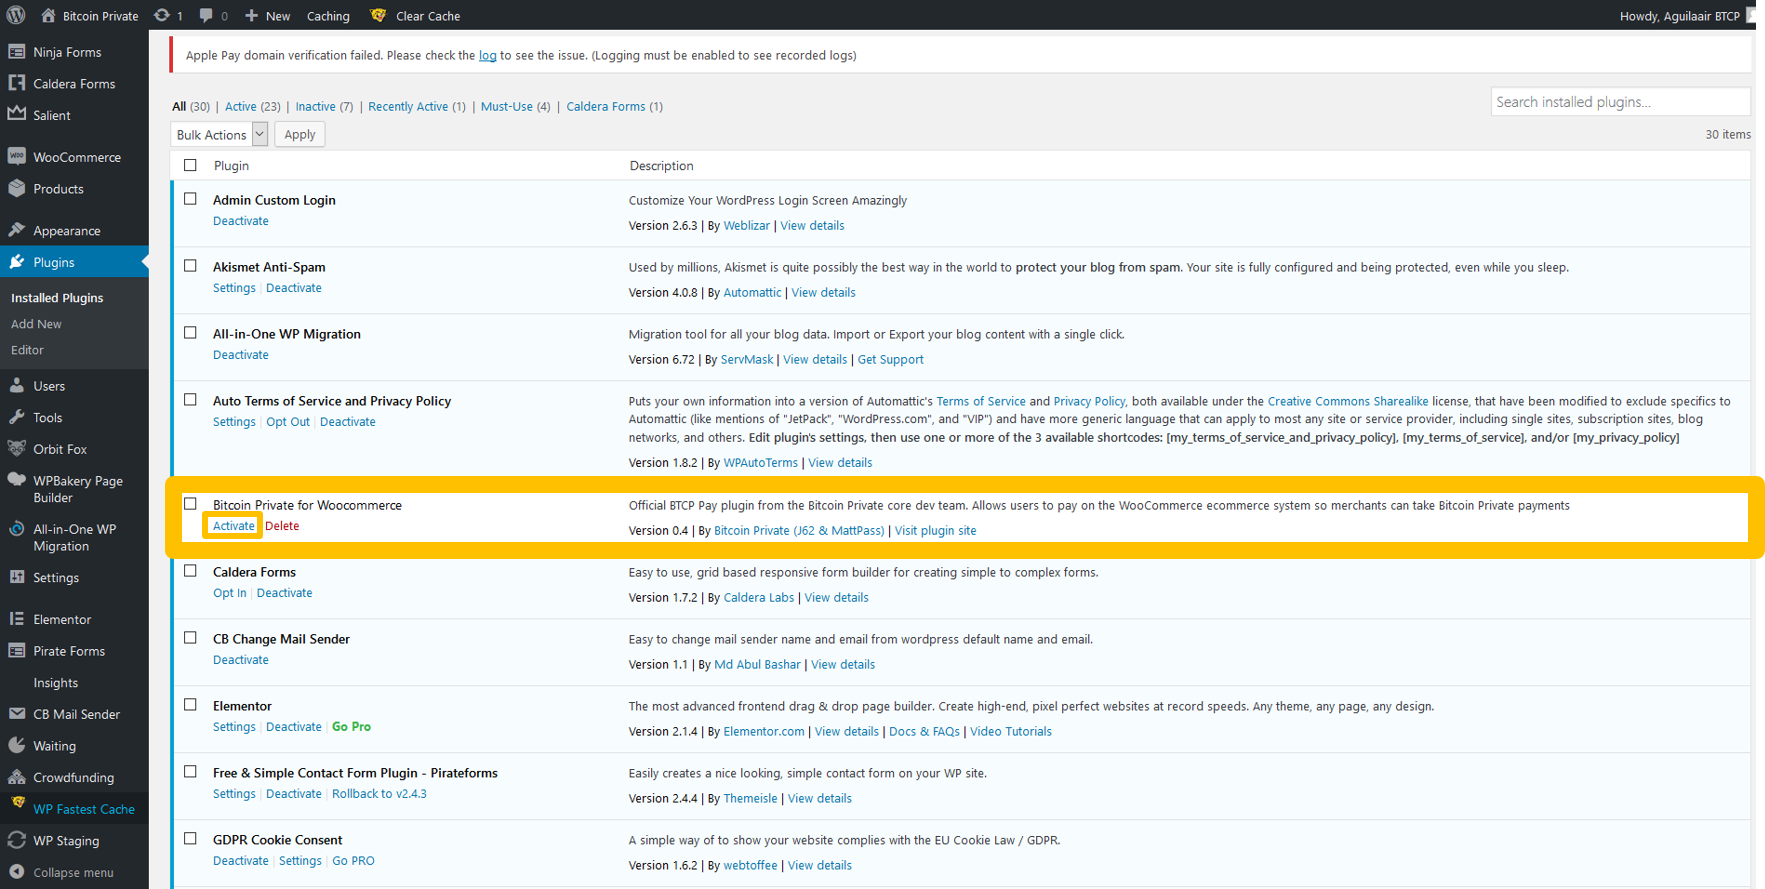 Bitcoin Private 1 0 New Caching Clear Cache Howdy, Aguilaair BTCP
Ninja Forms
Caldera Forms
Salient
WooCommerce
Products
Appearance
Plugins
Installed Plugins
Add New
Editor
Users
Tools
Orbit Fox
WPBakery Page
Builder
All-in-One WP
Migration
Settings
Elementor
Pirate Forms
Insights
CB Mail Sender
Waiting
Crowdfunding
WP Fastest Cache
WP Staging
Collapse menu
Apple Pay domain verification failed. Please check the log to see the issue. (Logging must be enabled to see recorded logs)
All (30) | Active (23) | Inactive (7) | Recently Active (1) | Must-Use (4) | Caldera Forms (1)
Search installed plugins...
Bulk Actions Apply
30 items
Plugin Description
Admin Custom Login
Deactivate
Customize Your WordPress Login Screen Amazingly
Version 2.6.3 | By Weblizar | View details
Akismet Anti-Spam
Settings | Deactivate
Used by millions, Akismet is quite possibly the best way in the world to protect your blog from spam. Your site is fully configured and being protected, even while you sleep.
Version 4.0.8 | By Automattic | View details
All-in-One WP Migration
Deactivate
Migration tool for all your blog data. Import or Export your blog content with a single click.
Version 6.72 | By ServMask | View details | Get Support
Auto Terms of Service and Privacy Policy
Settings | Opt Out | Deactivate
Puts your own information into a version of Automattic's Terms of Service and Privacy Policy, both available under the Creative Commons Sharealike license, that have been modified to exclude specifics to
Automattic (like mentions of "JetPack", "WordPress.com", and "VIP") and have more generic language that can apply to most any site or service provider, including single sites, subscription sites, blog
networks, and others. Edit plugin's settings, then use one or more of the 3 available shortcodes: [my_terms_of_service_and_privacy_policy], [my_terms_of_service], and/or [my_privacy_policy]
Version 1.8.2 | By WPAutoTerms | View details
Bitcoin Private for Woocommerce
Activate Delete
Official BTCP Pay plugin from the Bitcoin Private core dev team. Allows users to pay on the WooCommerce ecommerce system so merchants can take Bitcoin Private payments
Version 0.4 | By Bitcoin Private (J62 & MattPass) | Visit plugin site
Caldera Forms
Opt In | Deactivate
Easy to use, grid based responsive form builder for creating simple to complex forms.
Version 1.7.2 | By Caldera Labs | View details
CB Change Mail Sender
Deactivate
Easy to change mail sender name and email from wordpress default name and email.
Version 1.1 | By Md Abul Bashar | View details
Elementor
Settings | Deactivate | Go Pro
The most advanced frontend drag & drop page builder. Create high-end, pixel perfect websites at record speeds. Any theme, any page, any design.
Version 2.1.4 | By Elementor.com | View details | Docs & FAQs | Video Tutorials
Free & Simple Contact Form Plugin - Pirateforms
Settings | Deactivate | Rollback to v2.4.3
Easily creates a nice looking, simple contact form on your WP site.
Version 2.4.4 | By Themeisle | View details
GDPR Cookie Consent
Deactivate | Settings | Go PRO
A simple way of to show your website complies with the EU Cookie Law / GDPR.
Version 1.6.2 | By webtoffee | View details